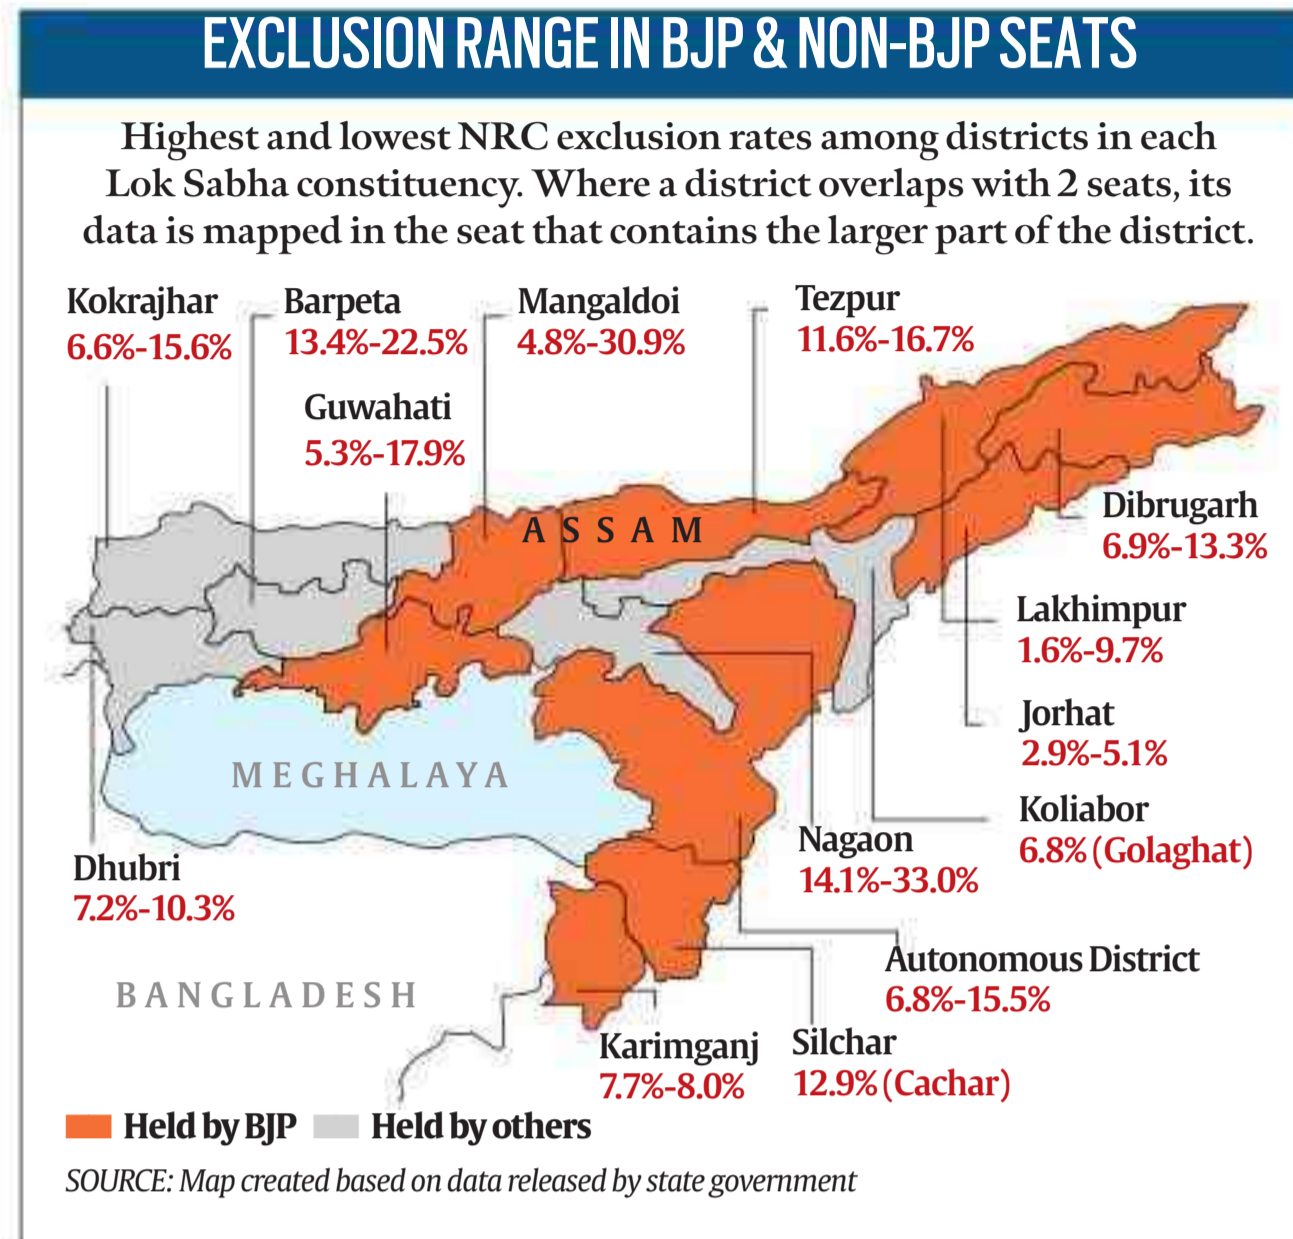 EXCLUSION RANGE IN BJP & NON-BJP SEATS
Highest and lowest NRC exclusion rates among districts in each
Lok Sabha constituency. Where a district overlaps with 2 seats, its
data is mapped in the seat that contains the larger part of the district.
Kokrajhar
6.6%-15.6%
Barpeta
13.4%-22.5%
Mangaldoi
4.8%-30.9%
Tezpur
11.6%-16.7%
Guwahati
5.3%-17.9%
ASSAM
Dibrugarh
6.9%-13.3%
Lakhimpur
1.6%-9.7%
Jorhat
2.9%-5.1%
MEGHALAYA
Koliabor
6.8% (Golaghat)
Nagaon
14.1%-33.0%
Dhubri
7.2%-10.3%
Autonomous District
6.8%-15.5%
BANGLADESH
Karimganj
7.7%-8.0%
Silchar
12.9% (Cachar)
Held by BJP
Held by others
SOURCE: Map created based on data released by state government